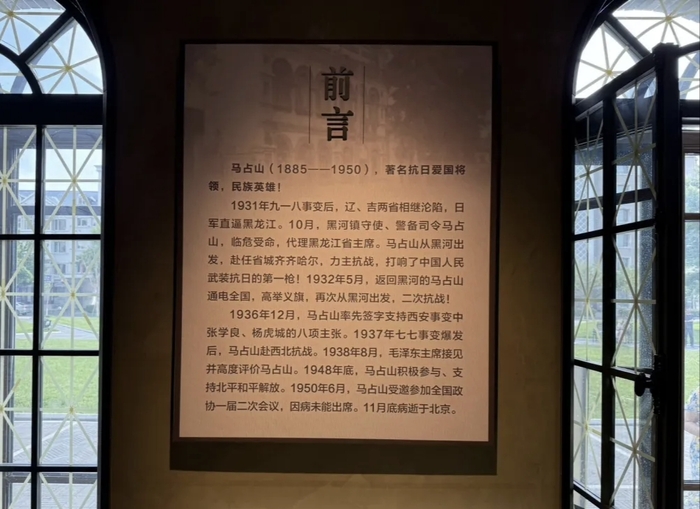 前
言
马占山（1885——1950），著名抗日爱国将
领，民族英雄！
1931年九一八事变后，辽、吉两省相继沦陷，日
军直逼黑龙江。10月，黑河镇守使、警备司令马占
山，临危受命，代理黑龙江省主席。马占山从黑河出
发，赴任省城齐齐哈尔，力主抗战，打响了中国人民
武装抗日的第一枪！1932年5月，返回黑河的马占山
通电全国，高举义旗，再次从黑河出发，二次抗战！
1936年12月，马占山率先签字支持西安事变中
张学良、杨虎城的八项主张。1937年七七事变爆发
后，马占山赴西北抗战。1938年8月，毛泽东主席接见
并高度评价马占山。1948年底，马占山积极参与、支
持北平和平解放。1950年6月，马占山受邀参加全国政
协一届二次会议，因病未能出席。11月底病逝于北京。